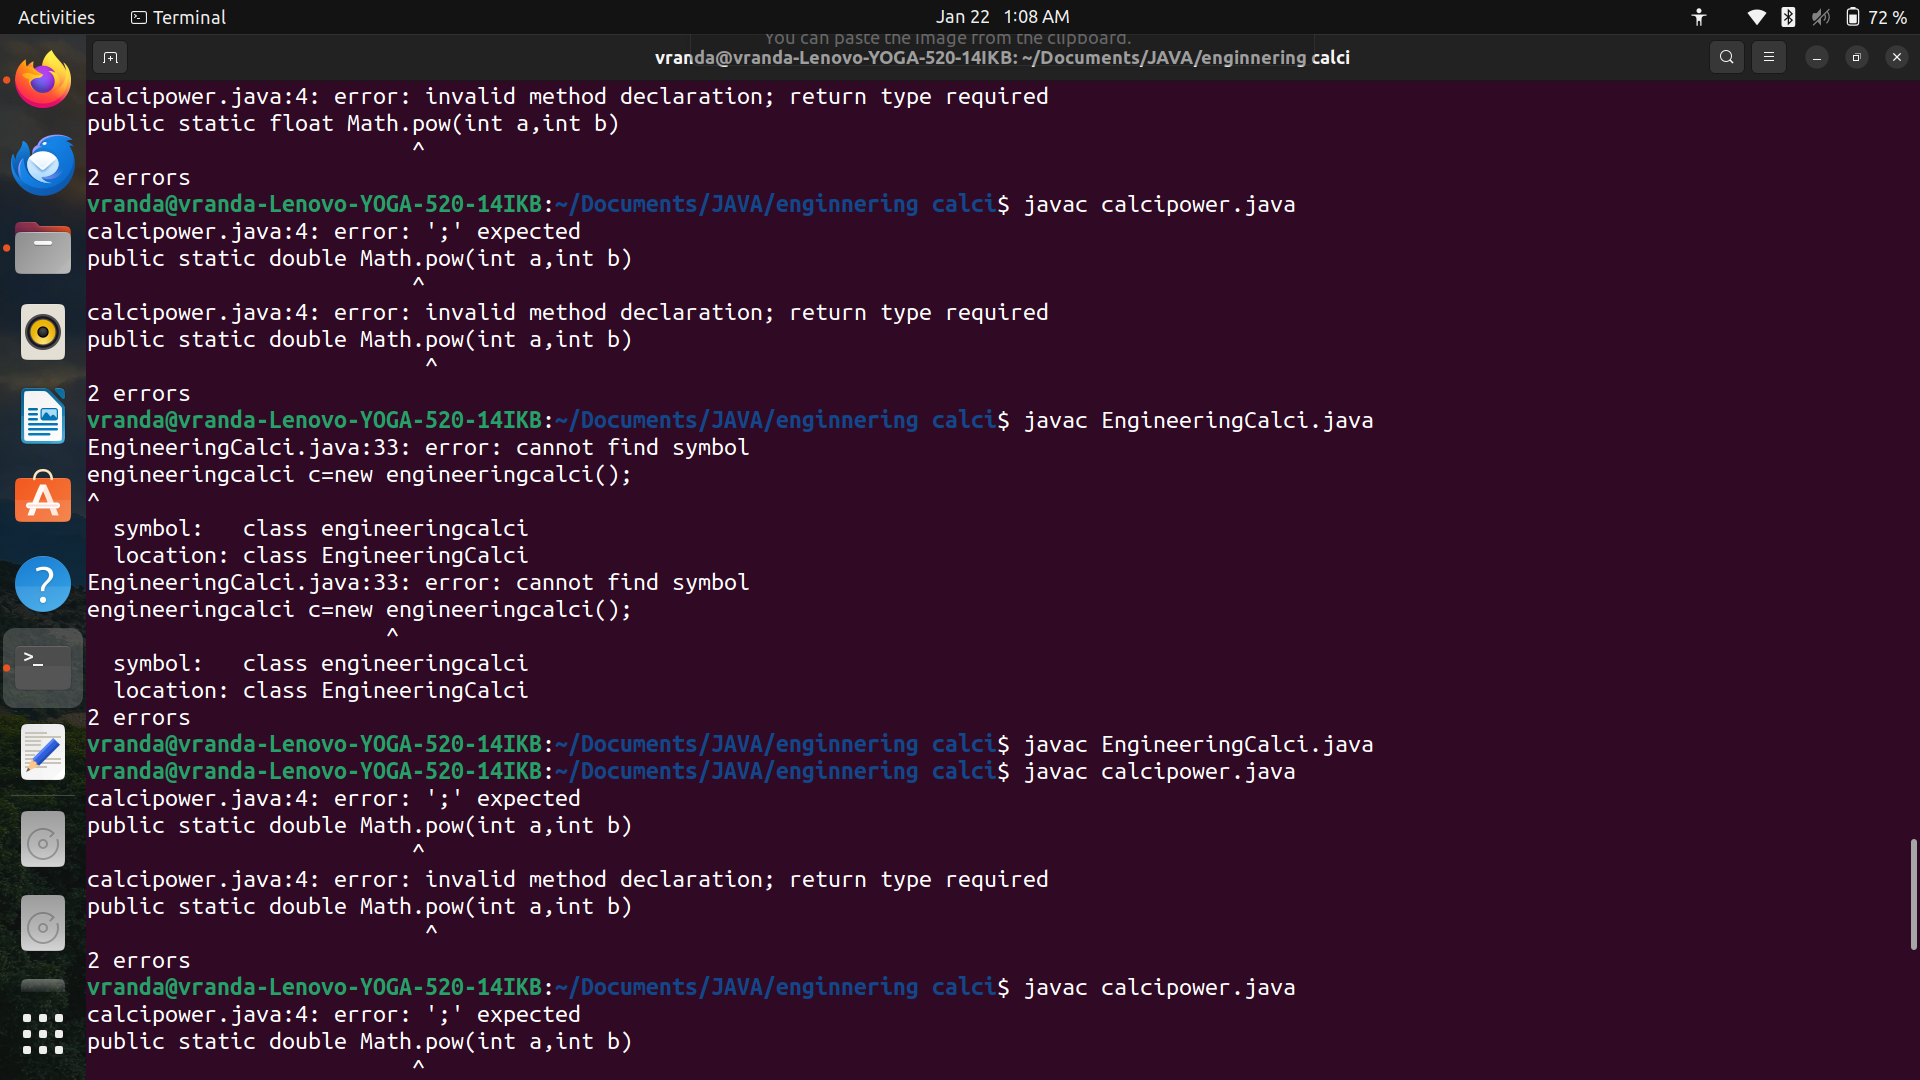 Activities
Terminal
Jan 22 1:08 AM
72 %
You can paste the image from the clipboard.
vranda@vranda-Lenovo-YOGA-520-14IKB: ~/Documents/JAVA/enginnering calci
calcipower.java:4: error: invalid method declaration; return type required
public static float Math.pow(int a,int b)
^
2 errors
vranda@vranda-Lenovo-YOGA-520-14IKB:~/Documents/JAVA/enginnering calci$ javac calcipower.java
calcipower.java:4: error: ';' expected
public static double Math.pow(int a,int b)
^
calcipower.java:4: error: invalid method declaration; return type required
public static double Math.pow(int a,int b)
^
2 errors
vranda@vranda-Lenovo-YOGA-520-14IKB:~/Documents/JAVA/enginnering calci$ javac EngineeringCalci.java
EngineeringCalci.java:33: error: cannot find symbol
engineeringcalci c=new engineeringcalci();
^
symbol:   class engineeringcalci
location: class EngineeringCalci
EngineeringCalci.java:33: error: cannot find symbol
engineeringcalci c=new engineeringcalci();
^
symbol:   class engineeringcalci
location: class EngineeringCalci
2 errors
vranda@vranda-Lenovo-YOGA-520-14IKB:~/Documents/JAVA/enginnering calci$ javac EngineeringCalci.java
vranda@vranda-Lenovo-YOGA-520-14IKB:~/Documents/JAVA/enginnering calci$ javac calcipower.java
calcipower.java:4: error: ';' expected
public static double Math.pow(int a,int b)
^
calcipower.java:4: error: invalid method declaration; return type required
public static double Math.pow(int a,int b)
^
2 errors
vranda@vranda-Lenovo-YOGA-520-14IKB:~/Documents/JAVA/enginnering calci$ javac calcipower.java
calcipower.java:4: error: ';' expected
public static double Math.pow(int a,int b)
^